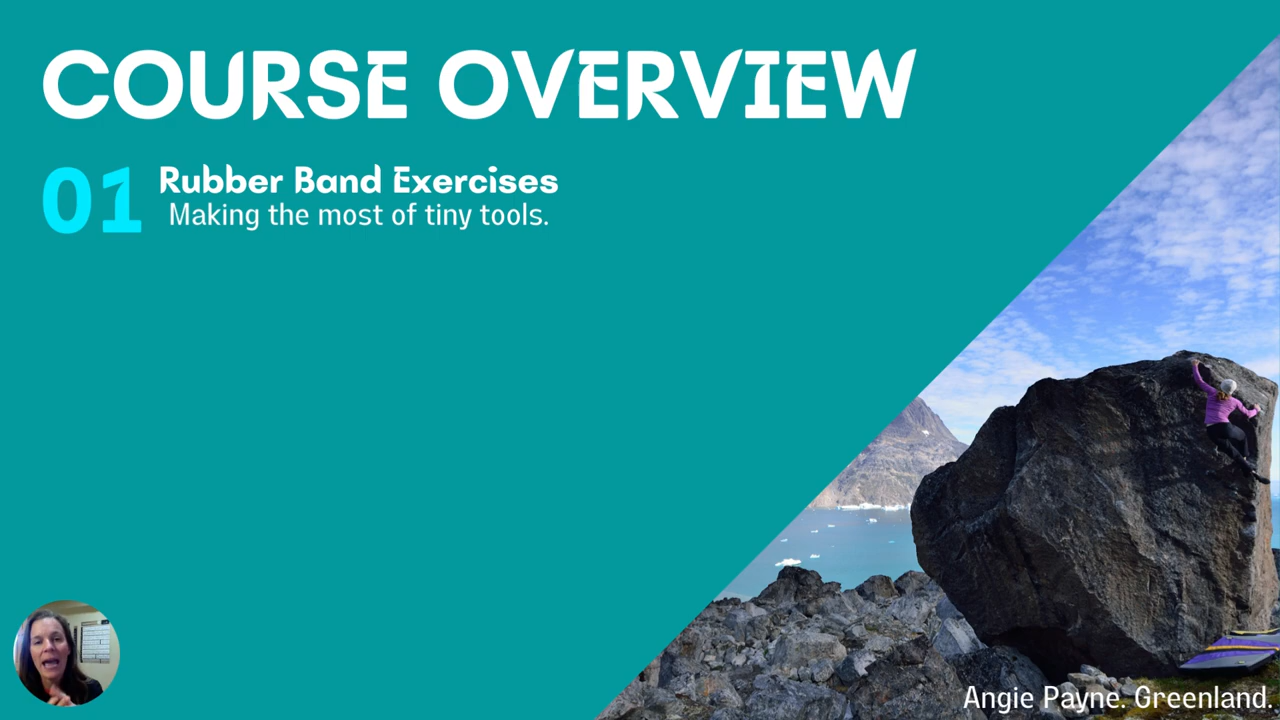 COURSE OVERVIEW
01
Rubber Band Exercises
Making the most of tiny tools.
Angie Payne. Greenland.